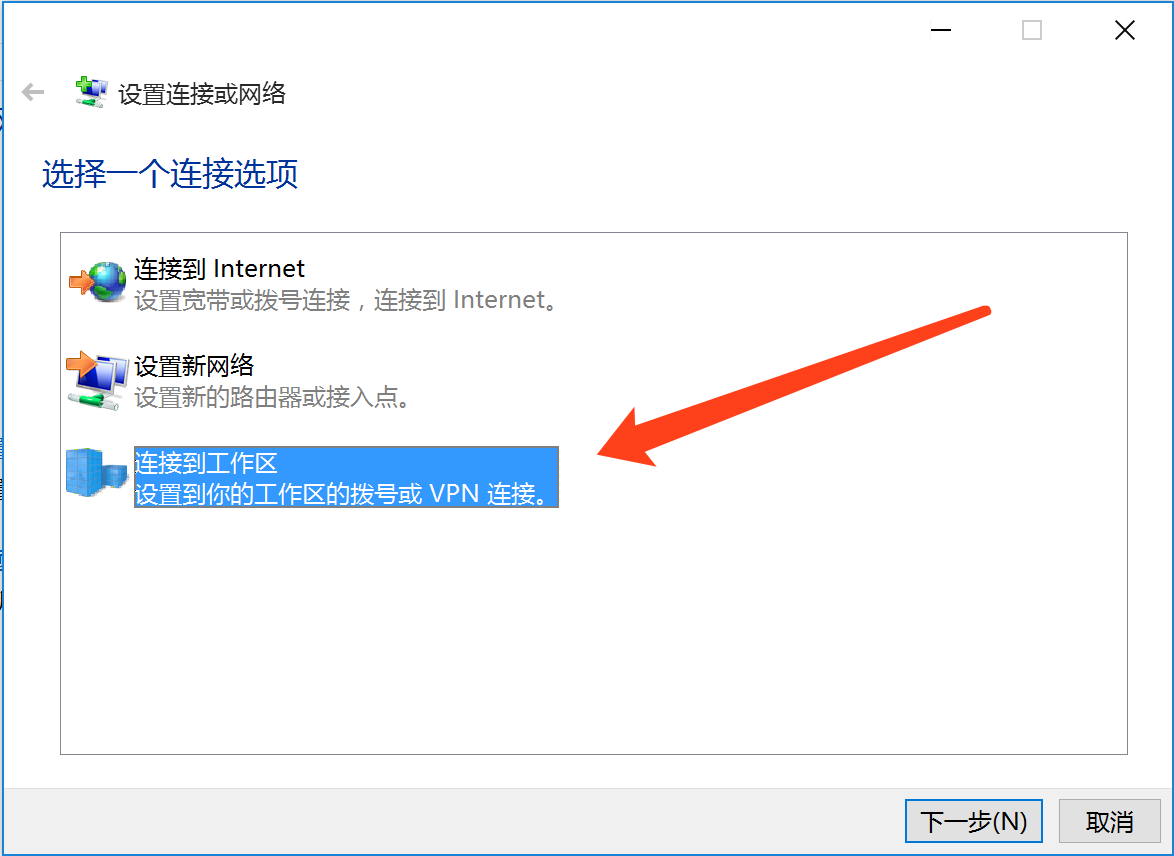 设置连接或网络
选择一个连接选项
连接到 Internet
设置宽带或拨号连接，连接到 Internet。
设置新网络
设置新的路由器或接入点。
连接到工作区
设置到你的工作区的拨号或 VPN 连接。
下一步(N)
取消